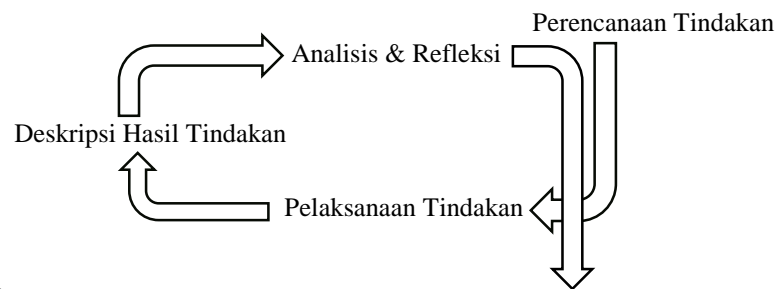 Perencanaan Tindakan
Analisis & Refleksi
Deskripsi Hasil Tindakan
Pelaksanaan Tindakan